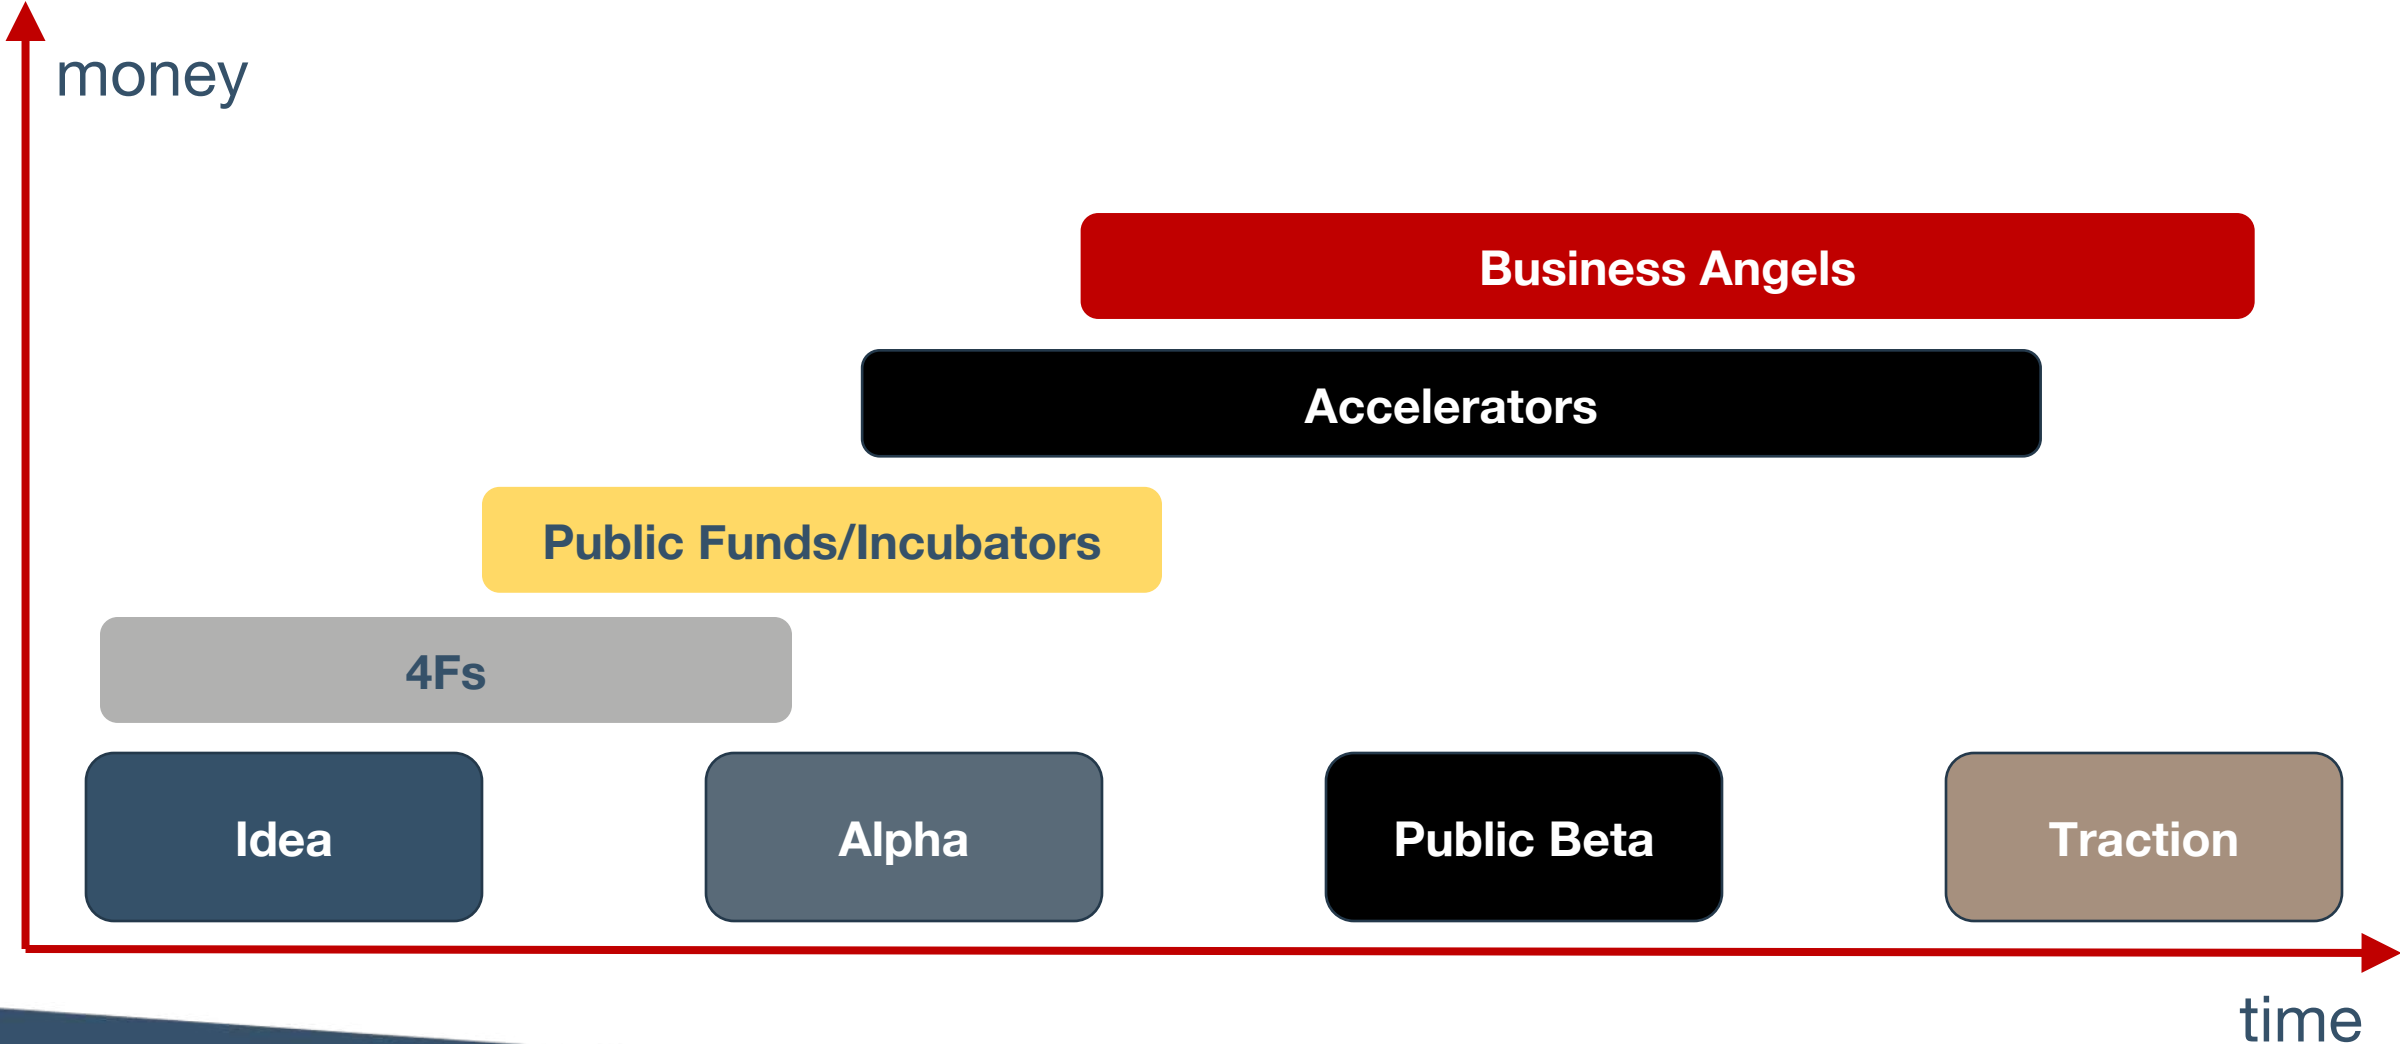 money
Business Angels
Accelerators
Public Funds/Incubators
4Fs
Idea
Alpha
Public Beta
Traction
time